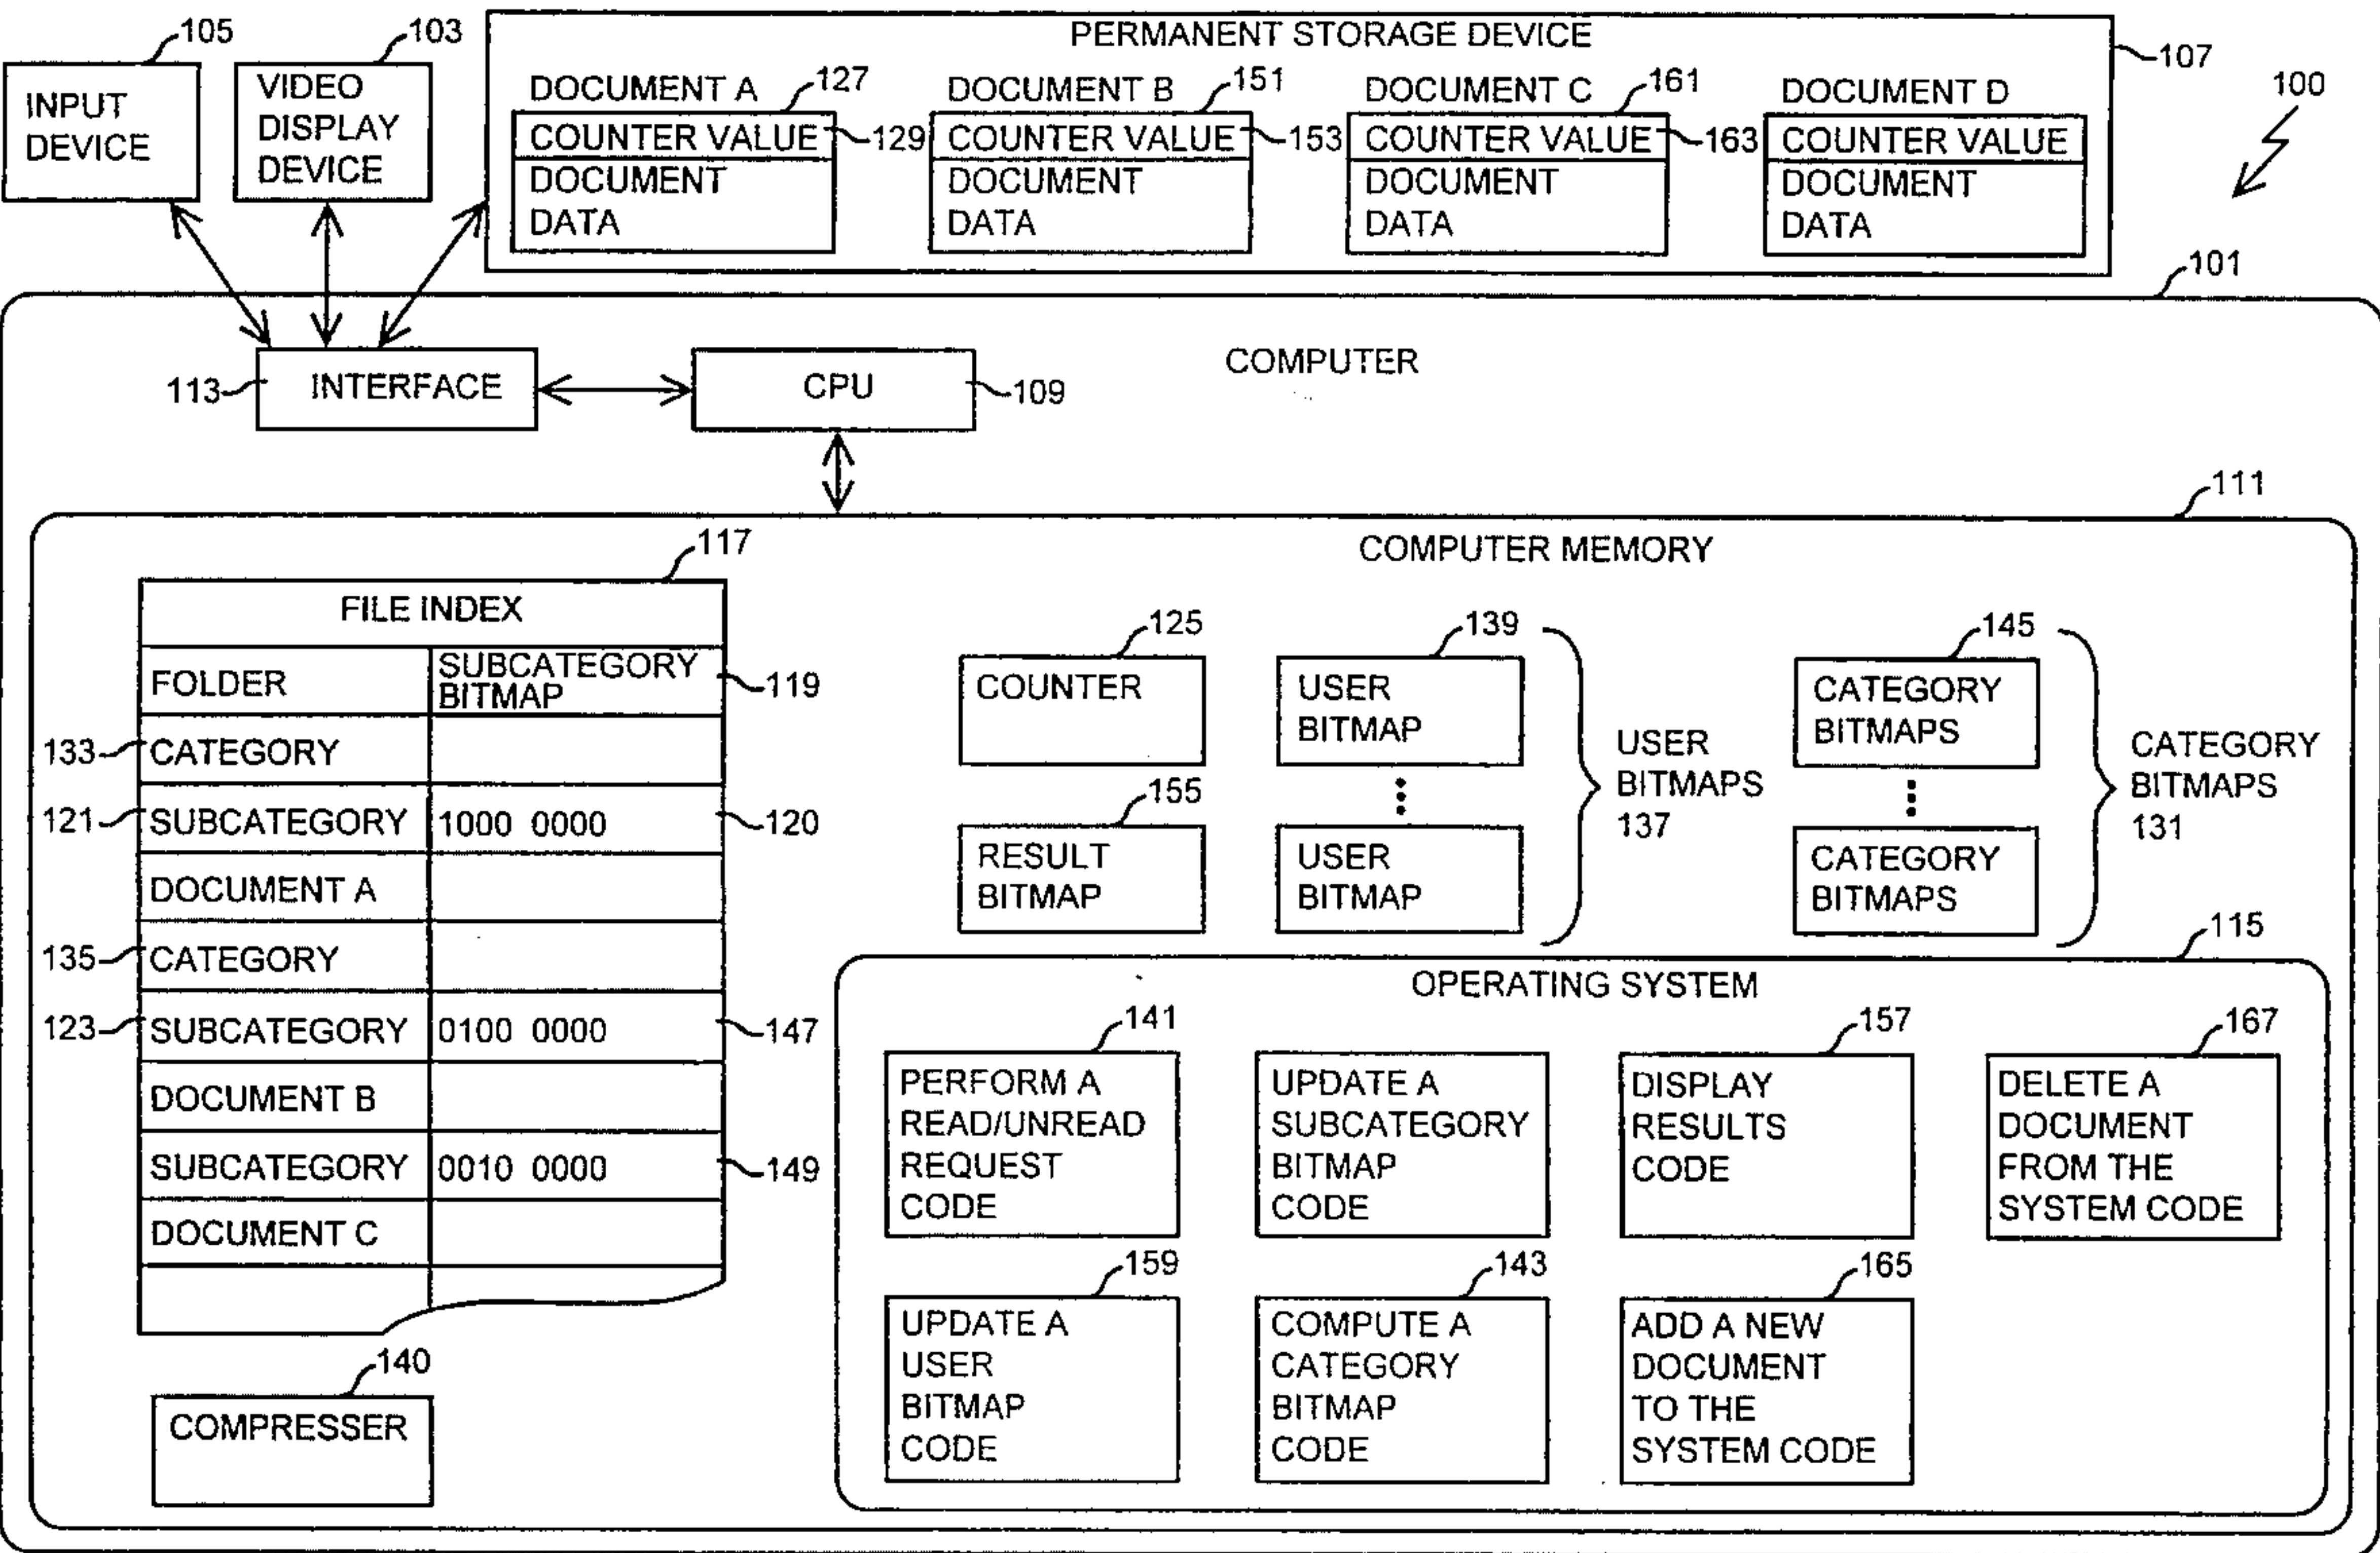 105
103
PERMANENT STORAGE DEVICE
107
100
INPUT
DEVICE
VIDEO
DISPLAY
DEVICE
DOCUMENT A
127
COUNTER VALUE
129
DOCUMENT
DATA
DOCUMENT B
151
COUNTER VALUE
153
DOCUMENT
DATA
DOCUMENT C
161
COUNTER VALUE
163
DOCUMENT
DATA
DOCUMENT D
COUNTER VALUE
DOCUMENT
DATA
101
COMPUTER
113
INTERFACE
CPU
109
111
COMPUTER MEMORY
117
FILE INDEX
FOLDER
SUBCATEGORY
BITMAP
119
133
CATEGORY
121
SUBCATEGORY
1000 0000
120
DOCUMENT A
135
CATEGORY
123
SUBCATEGORY
0100 0000
147
DOCUMENT B
SUBCATEGORY
0010 0000
149
DOCUMENT C
140
COMPRESSER
125
COUNTER
155
RESULT
BITMAP
139
USER
BITMAP
USER
BITMAP
USER
BITMAPS
137
145
CATEGORY
BITMAPS
CATEGORY
BITMAPS
CATEGORY
BITMAPS
131
115
OPERATING SYSTEM
141
PERFORM A
READ/UNREAD
REQUEST
CODE
UPDATE A
SUBCATEGORY
BITMAP
CODE
157
DISPLAY
RESULTS
CODE
167
DELETE A
DOCUMENT
FROM THE
SYSTEM CODE
159
UPDATE A
USER
BITMAP
CODE
143
COMPUTE A
CATEGORY
BITMAP
CODE
165
ADD A NEW
DOCUMENT
TO THE
SYSTEM CODE